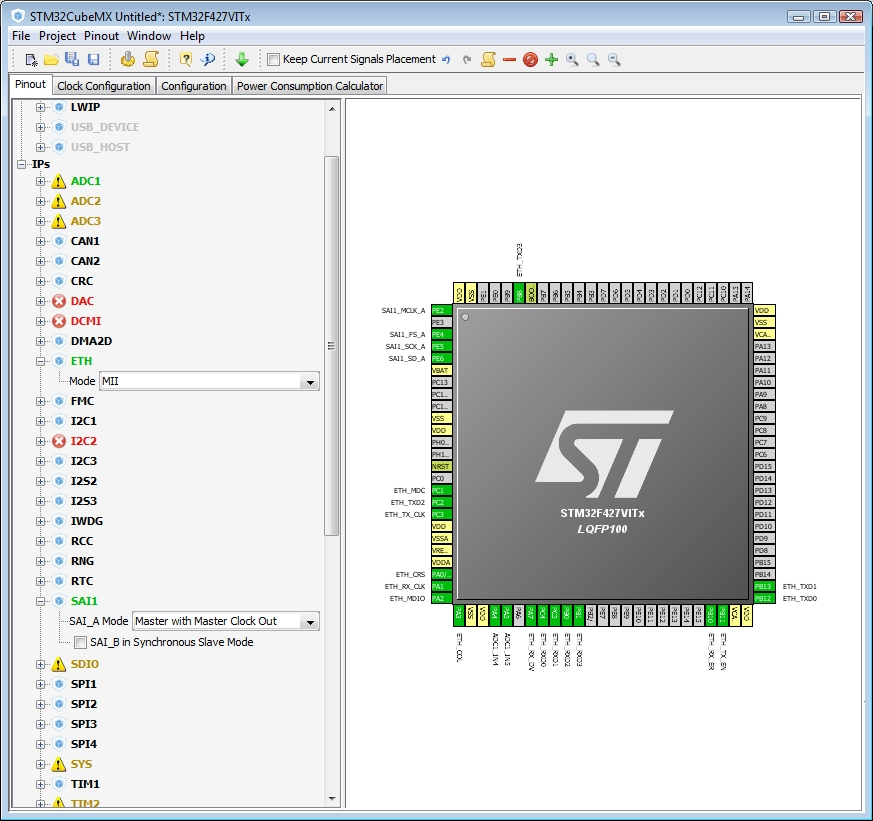 STM32CubeMX Untitled*: STM32F427VITx
File Project Pinout Window Help
Keep Current Signals Placement
Pinout Clock Configuration Configuration Power Consumption Calculator
LWIP
USB_DEVICE
USB_HOST
IPs
ADC1
ADC2
ADC3
CAN1
CAN2
CRC
DAC
DCMI
DMA2D
ETH
Mode MII
FMC
I2C1
I2C2
I2C3
I2S2
I2S3
IWDG
RCC
RNG
RTC
SAI1
SAI_A Mode Master with Master Clock Out
SAI_B in Synchronous Slave Mode
SDIO
SPI1
SPI2
SPI3
SPI4
SYS
TIM1
TIM2
ETH_TXD3
VDD VSS PE1 PE0 PB9 PB8 BOO PB7 PB6 PB5 PB4 PB3 PD7 PD6 PD5 PD4 PD3 PD2 PD1 PD0 PC12 PC11 PC10 PA15 PA14
SAI1_MCLK_A PE2
PE3
SAI1_FS_A PE4
SAI1_SCK_A PE5
SAI1_SD_A PE6
VBAT
PC13
PC1..
PC1..
VSS
VDD
PH0..
PH1..
NRST
PC0
ETH_MDC PC1
ETH_TXD2 PC2
ETH_TX_CLK PC3
VDD
VSSA
VRE..
VDDA
ETH_CRS PA0/..
ETH_RX_CLK PA1
ETH_MDIO PA2
ST
STM32F427VITx
LQFP100
VDD
VSS
VCA..
PA13
PA12
PA11
PA10
PA9
PA8
PC9
PC8
PC7
PC6
PD15
PD14
PD13
PD12
PD11
PD10
PD9
PD8
PB15
PB14
PB13 ETH_TXD1
PB12 ETH_TXD0
PA3 VSS VDD PA4 PA5 PA6 PA7 PC4 PC5 PB0 PB1 PB2/ PE7 PE8 PE9 PE10 PE11 PE12 PE13 PE14 PE15 PB10 PB11 VCA VDD
ETH_COL
ADC1_IN4
ADC1_IN5
ETH_RX_DV
ETH_RXD0
ETH_RXD1
ETH_RXD2
ETH_RXD3
ETH_RX_ER
ETH_TX_EN